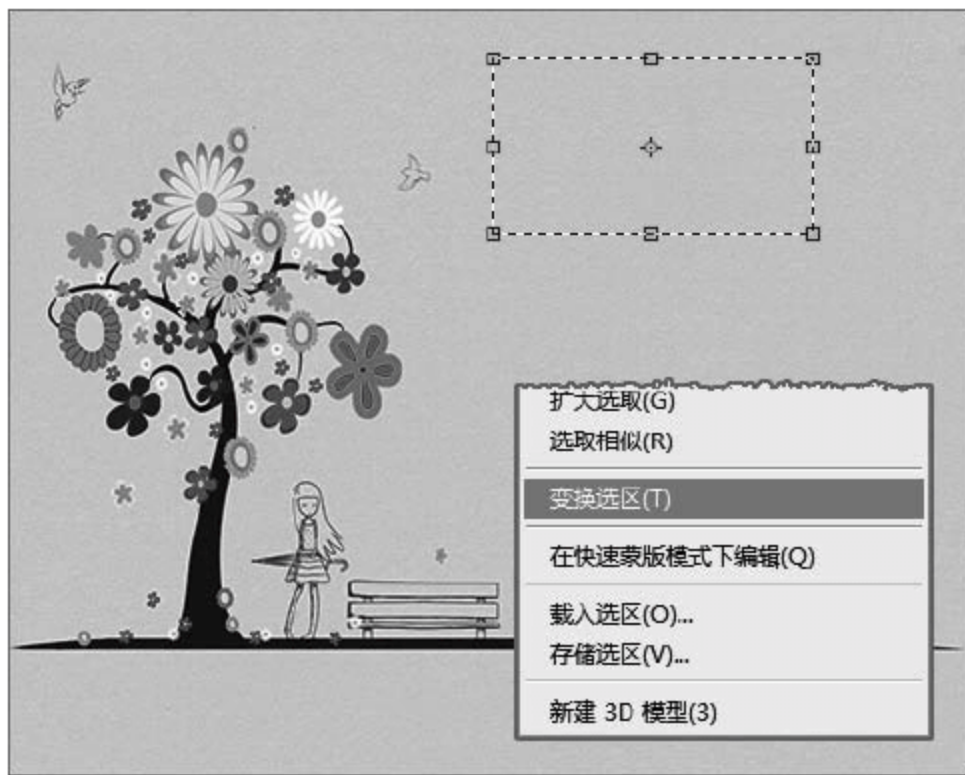 扩大选取(G)
选取相似(R)
变换选区(T)
在快速蒙版模式下编辑(Q)
载入选区(O)...
存储选区(V)...
新建 3D 模型(3)